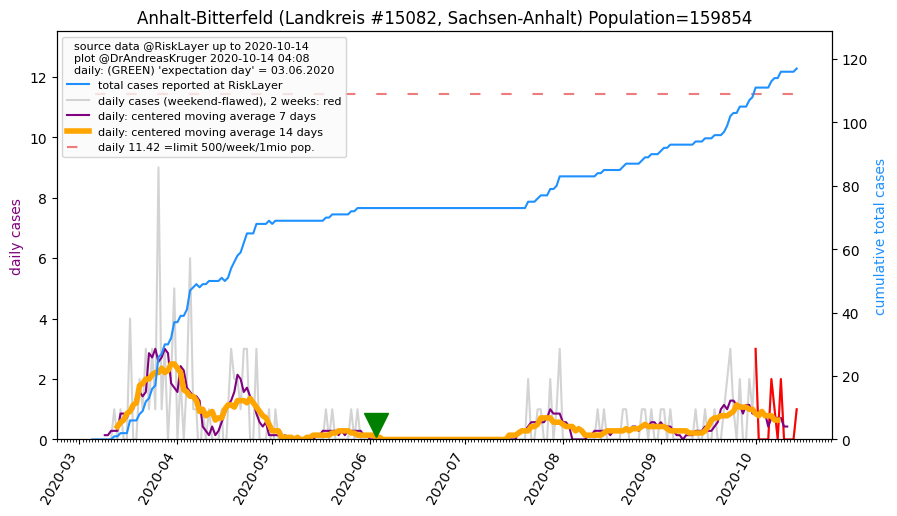 Anhalt-Bitterfeld (Landkreis #15082, Sachsen-Anhalt) Population=159854
source data @RiskLayer up to 2020-10-14
plot @DrAndreasKruger 2020-10-14 04:08
daily: (GREEN) 'expectation day' = 03.06.2020
total cases reported at RiskLayer
daily cases (weekend-flawed), 2 weeks: red
daily: centered moving average 7 days
daily: centered moving average 14 days
daily 11.42 =limit 500/week/1mio pop.
daily cases
12
10
8
6
4
2
0
cumulative total cases
120
100
80
60
40
20
0
2020-03
2020-04
2020-05
2020-06
2020-07
2020-08
2020-09
2020-10